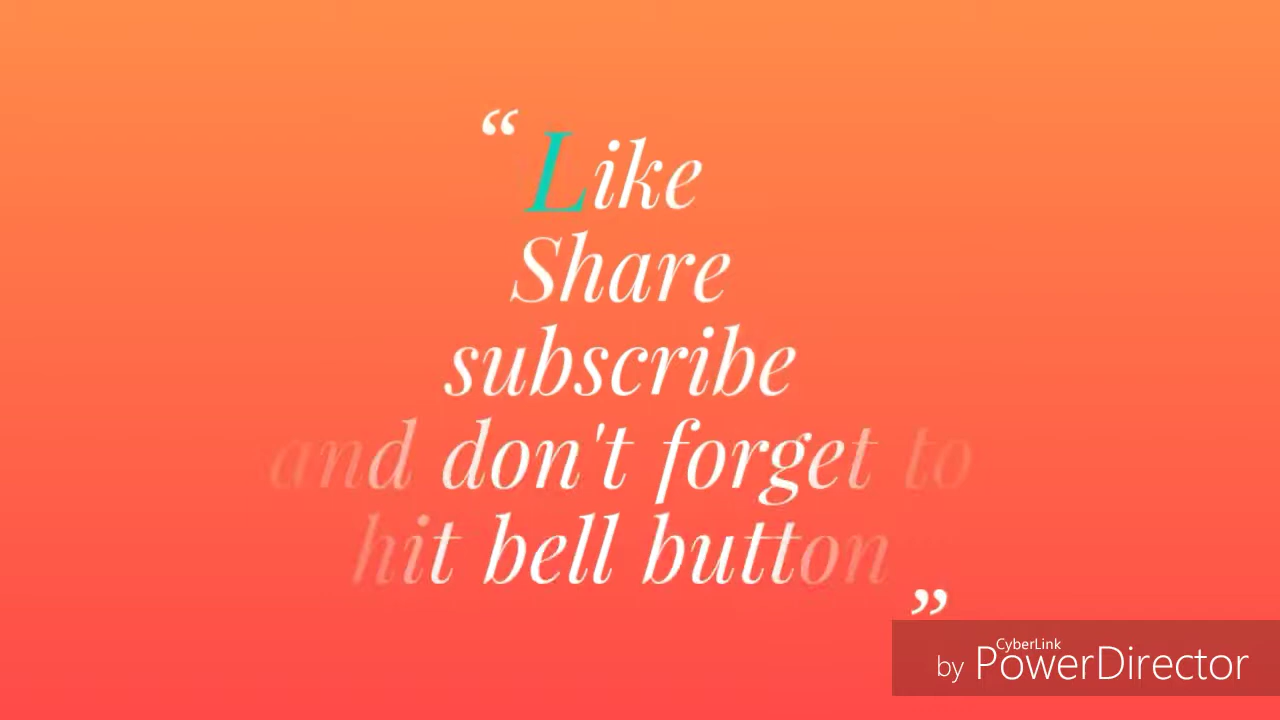 “ Like
Share
subscribe
and don't forget to
hit bell button ”
CyberLink
by PowerDirector